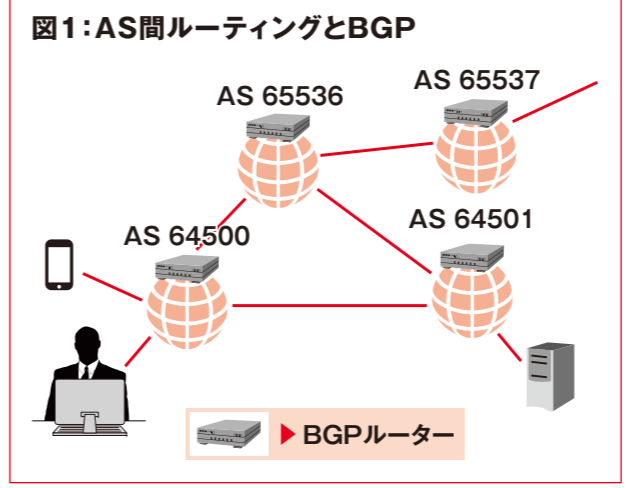 図1:AS間ルーティングとBGP
AS 65536
AS 65537
AS 64500
AS 64501
▶BGPルーター